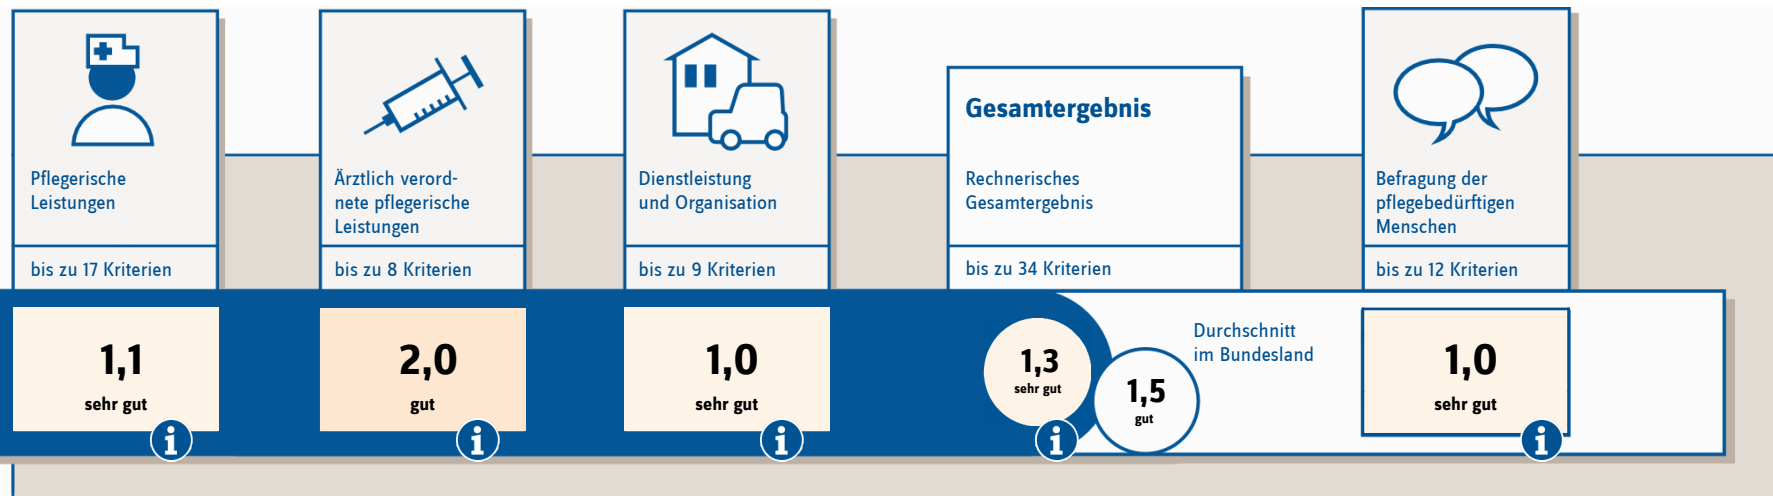 Pflegerische
Leistungen
bis zu 17 Kriterien
1,1
sehr gut
i
Ärztlich verord-
nete pflegerische
Leistungen
bis zu 8 Kriterien
2,0
gut
i
Dienstleistung
und Organisation
bis zu 9 Kriterien
1,0
sehr gut
i
Gesamtergebnis
Rechnerisches
Gesamtergebnis
bis zu 34 Kriterien
1,3
sehr gut
i
1,5
gut
Durchschnitt
im Bundesland
Befragung der
pflegebedürftigen
Menschen
bis zu 12 Kriterien
1,0
sehr gut
i